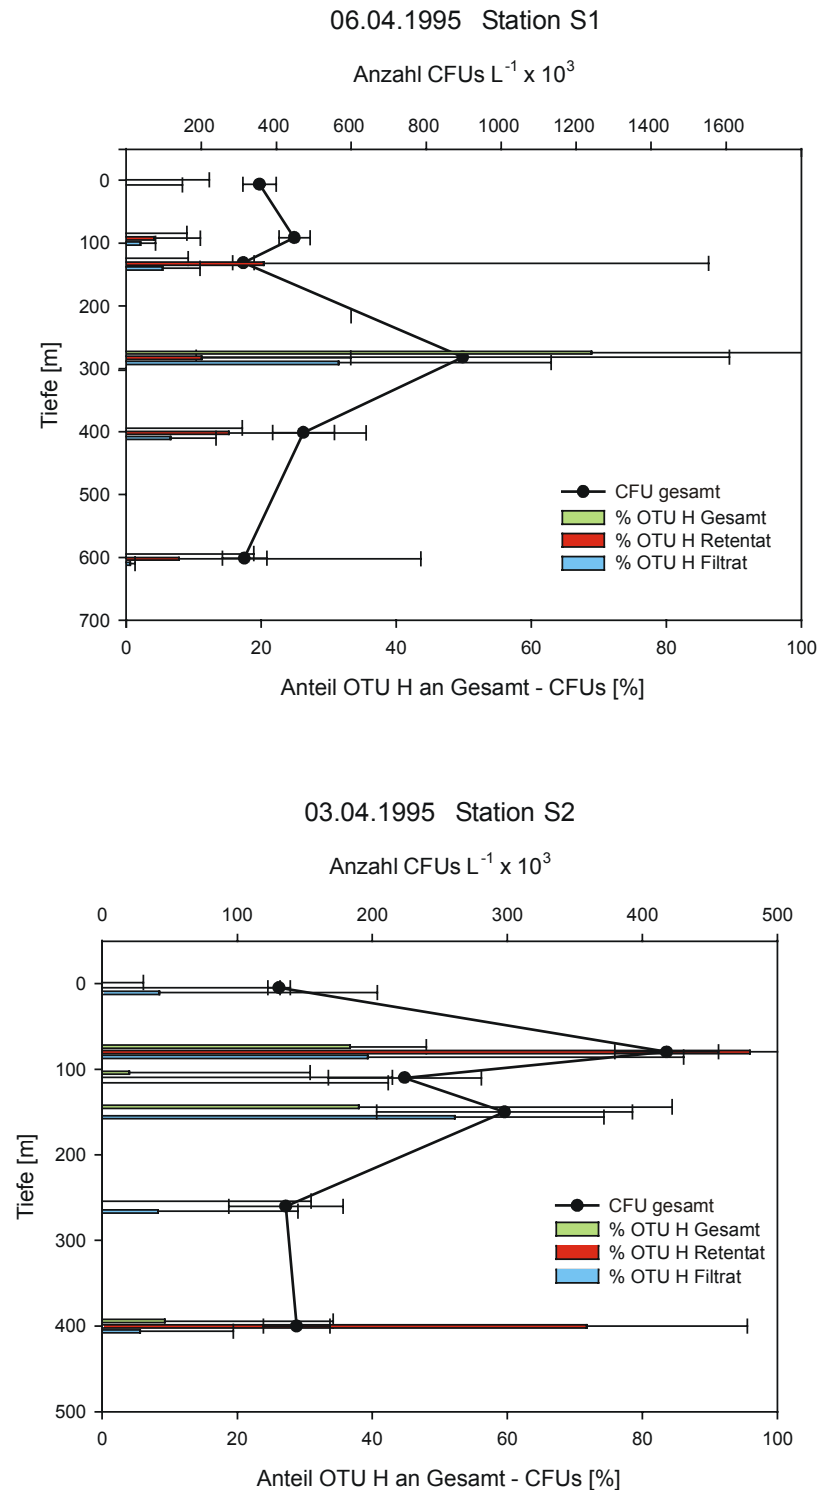 06.04.1995 Station S1
Anzahl CFUs L-1 x 103
200 400 600 800 1000 1200 1400 1600
0
100
200
300
400
500
600
700
Tiefe [m]
CFU gesamt
% OTU H Gesamt
% OTU H Retentat
% OTU H Filtrat
0 20 40 60 80 100
Anteil OTU H an Gesamt - CFUs [%]
03.04.1995 Station S2
Anzahl CFUs L-1 x 103
0 100 200 300 400 500
0
100
200
300
400
500
Tiefe [m]
CFU gesamt
% OTU H Gesamt
% OTU H Retentat
% OTU H Filtrat
0 20 40 60 80 100
Anteil OTU H an Gesamt - CFUs [%]